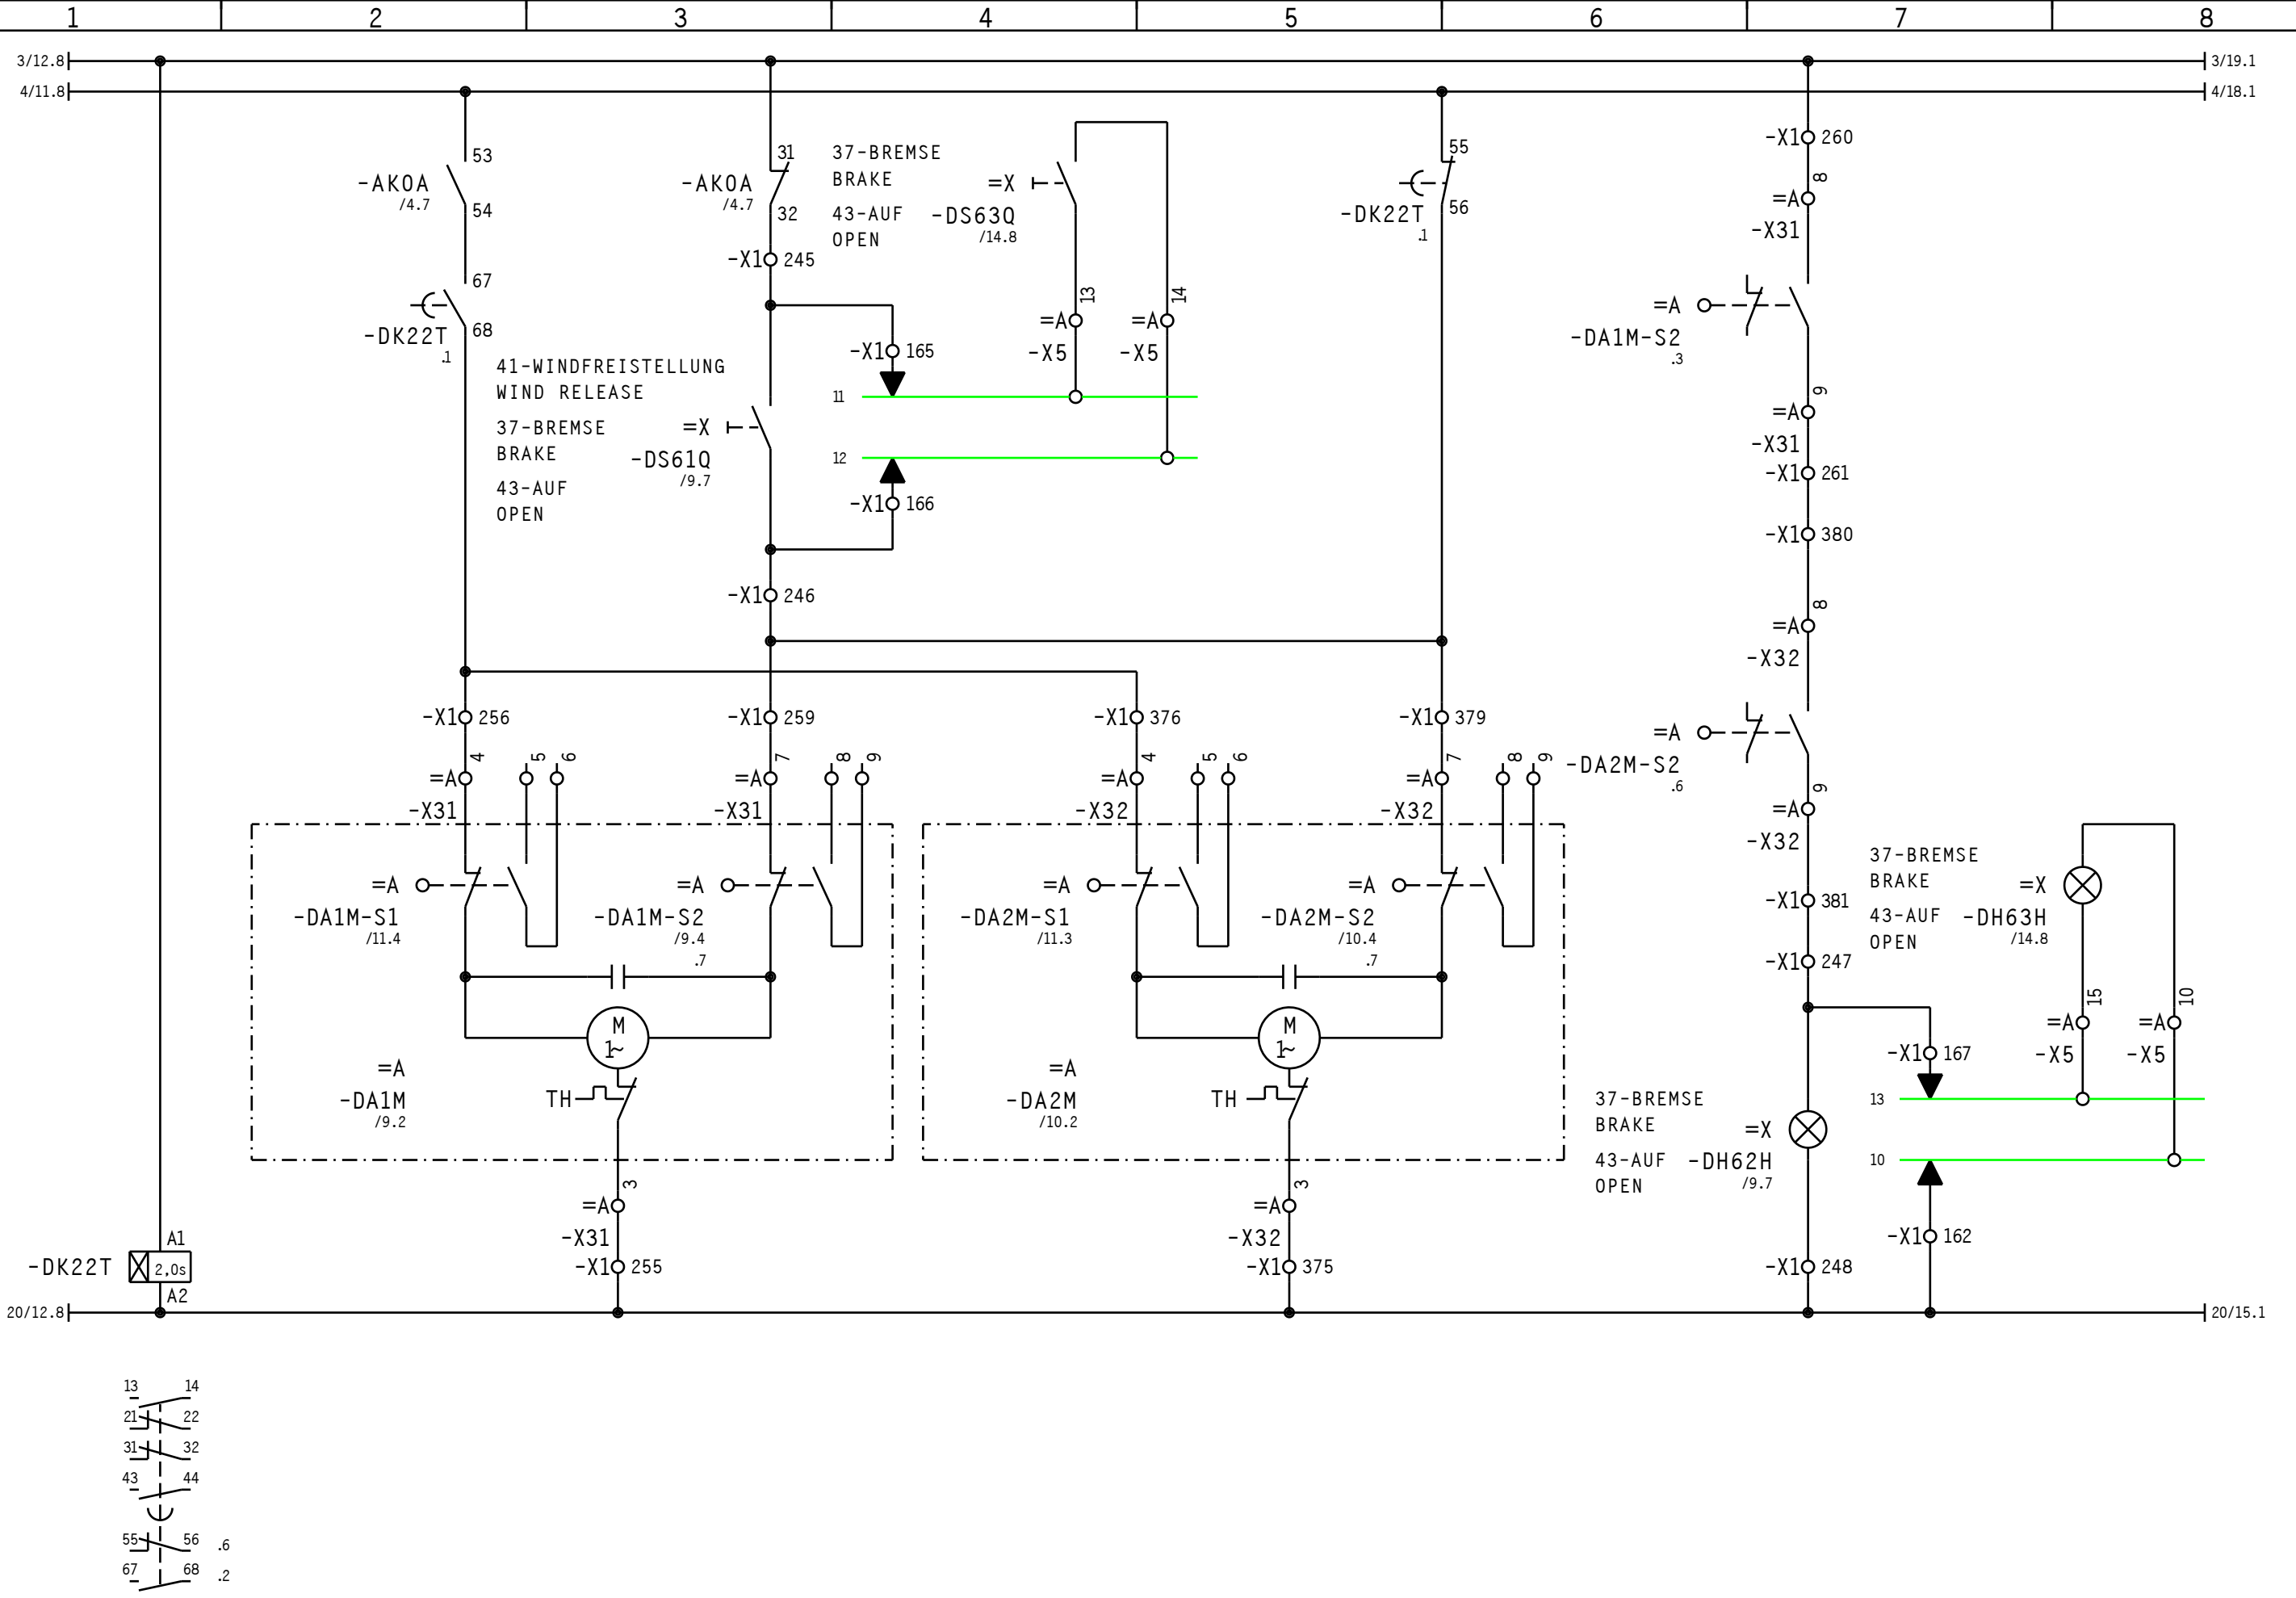 1 2 3 4 5 6 7 8
3/12.8 3/19.1
4/11.8 4/18.1
53
-AK0A
/4.7
54
67
-DK22T
.1
68
31
-AK0A
/4.7
32
-X1 245
37-BREMSE
BRAKE
43-AUF
OPEN
=X
-DS63Q
/14.8
13
=A
-X5
14
=A
-X5
-X1 165
11
12
-X1 166
41-WINDFREISTELLUNG
WIND RELEASE
37-BREMSE
BRAKE
43-AUF
OPEN
=X
-DS61Q
/9.7
-X1 246
55
-DK22T
.1
56
-X1 260
8
=A
-X31
=A
-DA1M-S2
.3
9
=A
-X31
-X1 261
-X1 380
8
=A
-X32
=A
-DA2M-S2
.6
9
=A
-X32
-X1 381
-X1 247
-X1 256
-X1 259
-X1 376
-X1 379
4 5 6
=A
-X31
7 8 9
=A
-X31
4 5 6
=A
-X32
7 8 9
=A
-X32
=A
-DA1M-S1
/11.4
=A
-DA1M-S2
/9.4
.7
=A
-DA2M-S1
/11.3
=A
-DA2M-S2
/10.4
.7
M
1~
TH
=A
-DA1M
/9.2
M
1~
TH
=A
-DA2M
/10.2
3
=A
-X31
-X1 255
3
=A
-X32
-X1 375
37-BREMSE
BRAKE
43-AUF
OPEN
=X
-DH63H
/14.8
15
=A
-X5
10
=A
-X5
-X1 167
13
10
-X1 162
37-BREMSE
BRAKE
43-AUF
OPEN
=X
-DH62H
/9.7
-X1 248
A1
-DK22T 2,0s
A2
20/12.8 20/15.1
13 14
21 22
31 32
43 44
55 56 .6
67 68 .2